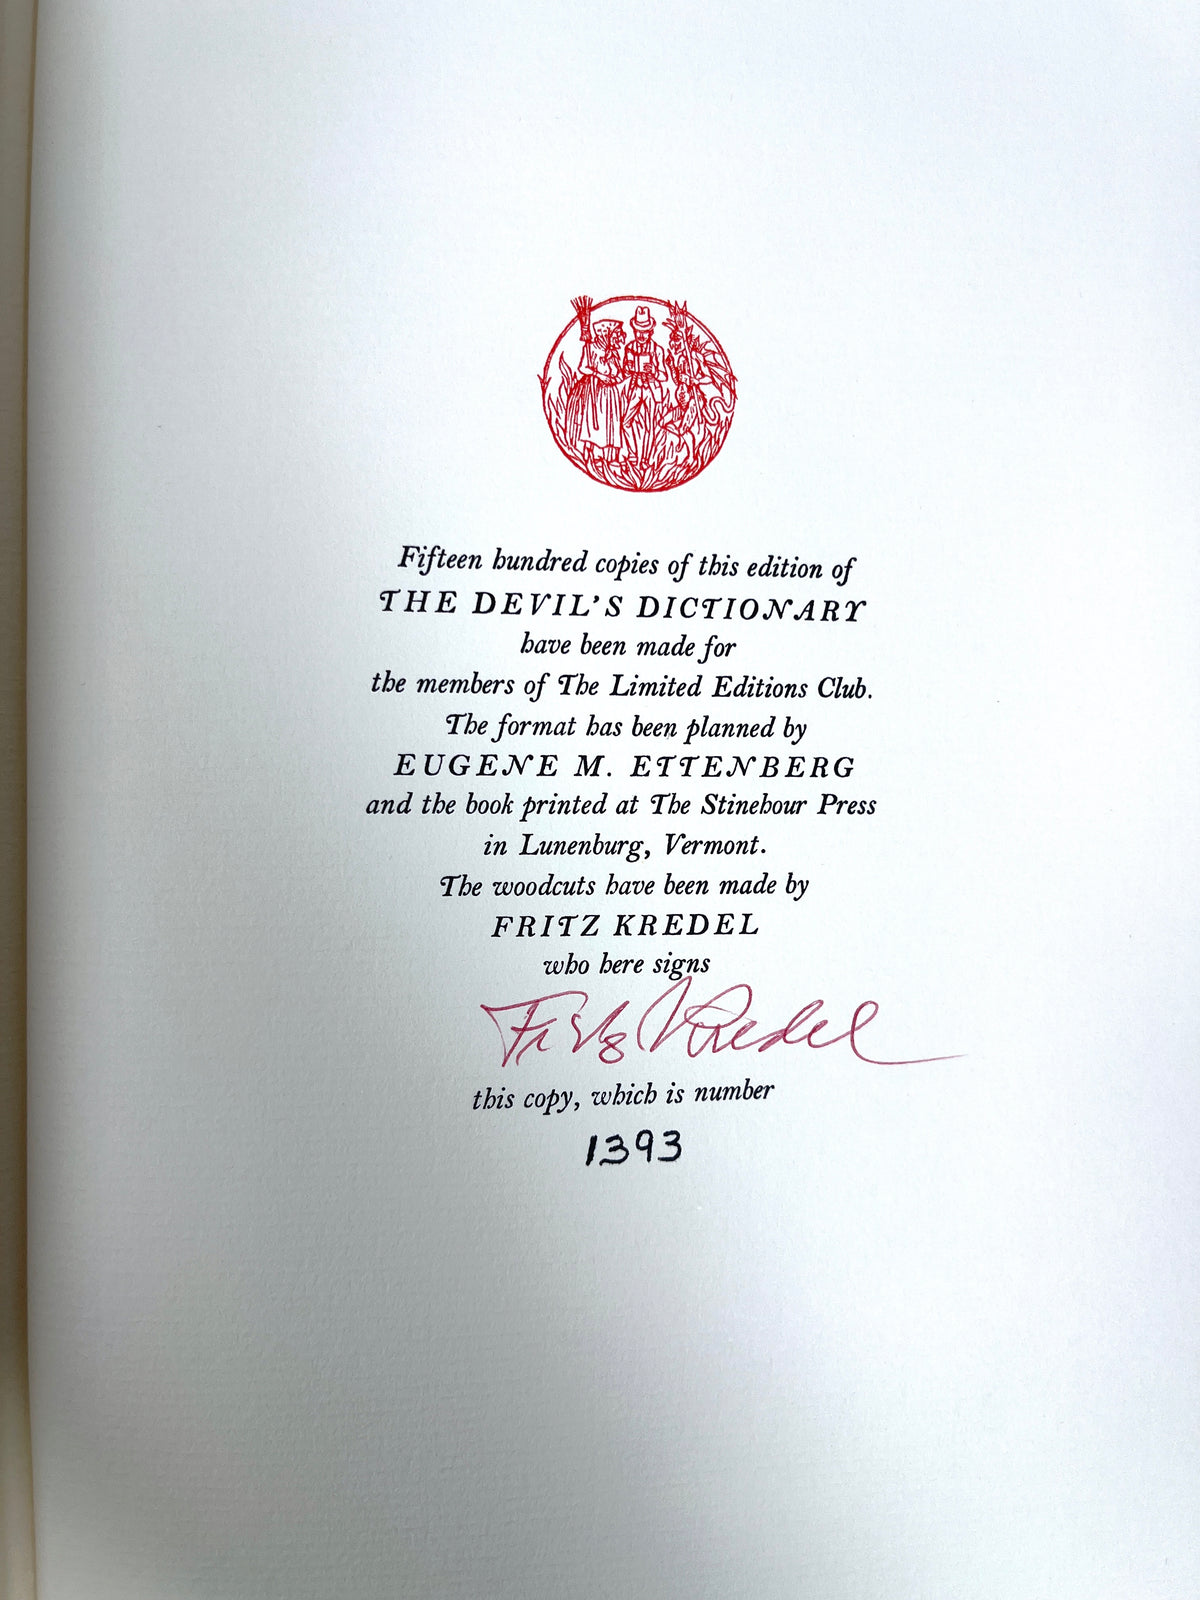 Fifteen hundred copies of this edition of
THE DEVIL'S DICTIONARY
have been made for
the members of The Limited Editions Club.
The format has been planned by
EUGENE M. ETTENBERG
and the book printed at The Stinehour Press
in Lunenburg, Vermont.
The woodcuts have been made by
FRITZ KREDEL
who here signs
Fritz Kredel
this copy, which is number
1393